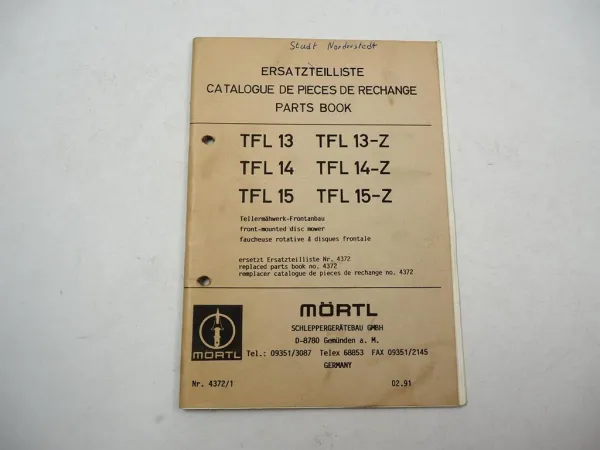 Stadt Norderstedt
ERSATZTEILLISTE
CATALOGUE DE PIECES DE RECHANGE
PARTS BOOK
TFL 13 TFL 13-Z
TFL 14 TFL 14-Z
TFL 15 TFL 15-Z
Tellermähwerk-Frontanbau
front-mounted disc mower
faucheuse rotative à disques frontale
ersetzt Ersatzteilliste Nr. 4372
replaced parts book no. 4372
remplacer catalogue de pieces de rechange no. 4372
MÖRTL
MÖRTL
SCHLEPPERGERÄTEBAU GMBH
D-8780 Gemünden a. M.
Tel.: 09351/3087 Telex 68853 FAX 09351/2145
GERMANY
Nr. 4372/1 02.91